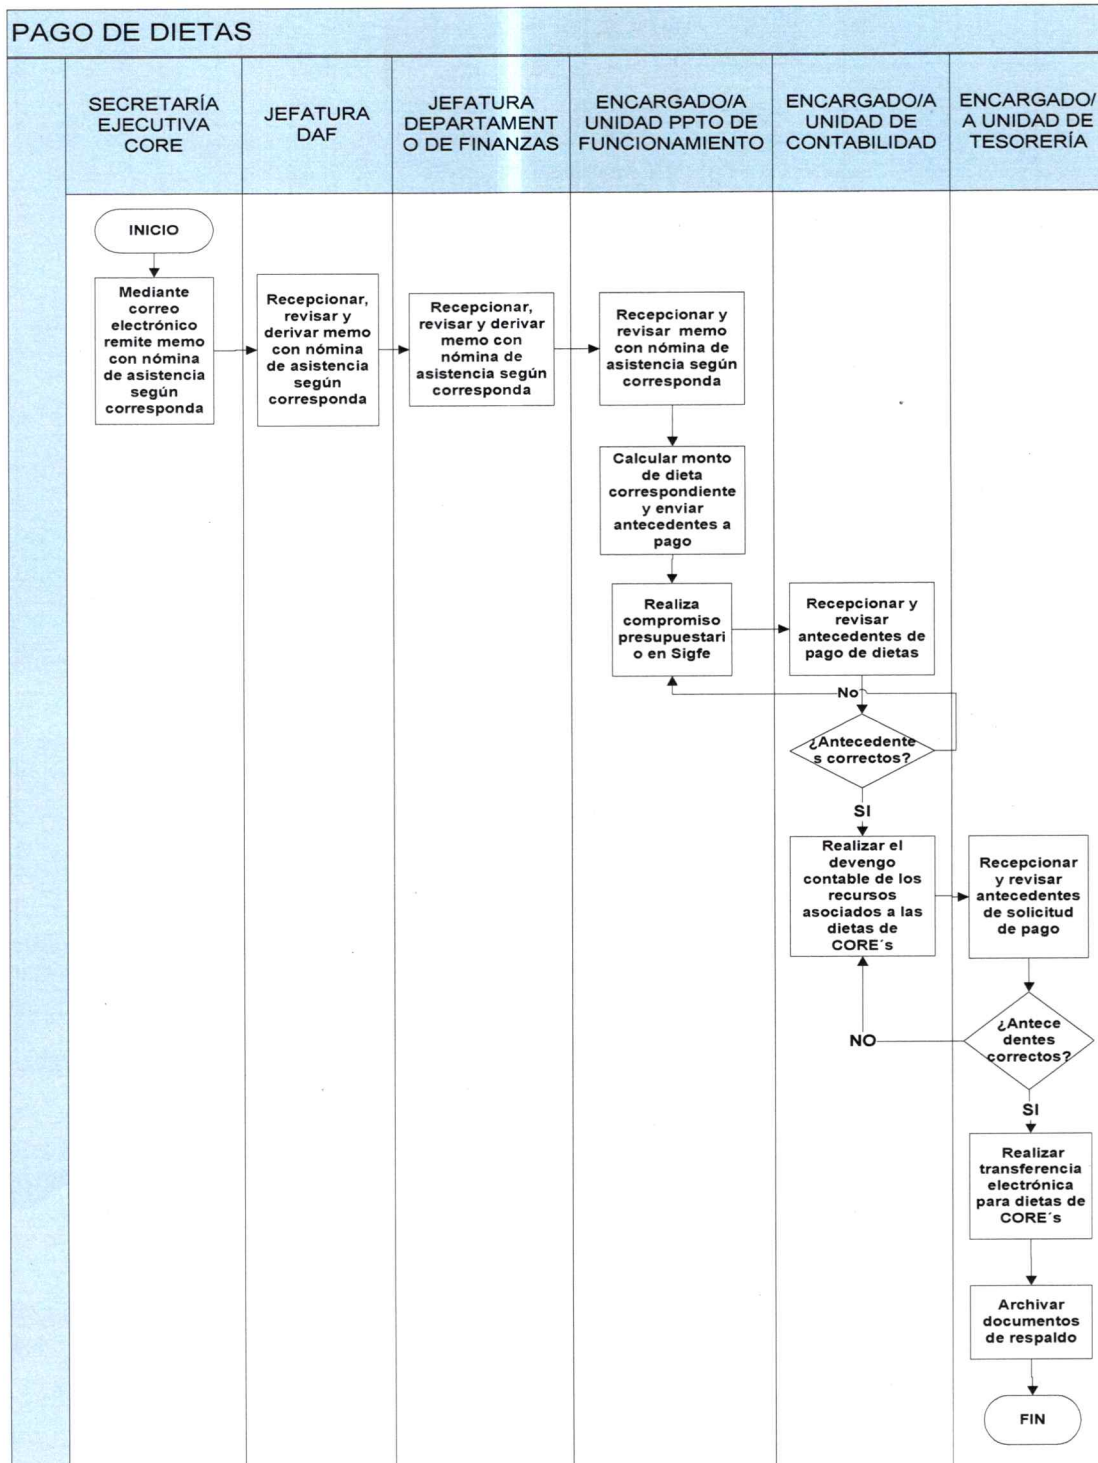 PAGO DE DIETAS
SECRETARÍA
EJECUTIVA
CORE
JEFATURA
DAF
JEFATURA
DEPARTAMENT
O DE FINANZAS
ENCARGADO/A
UNIDAD PPTO DE
FUNCIONAMIENTO
ENCARGADO/A
UNIDAD DE
CONTABILIDAD
ENCARGADO/
A UNIDAD DE
TESORERÍA
INICIO
Mediante
correo
electrónico
remite memo
con nómina
de asistencia
según
corresponda
Recepcionar,
revisar y
derivar memo
con nómina
de asistencia
según
corresponda
Recepcionar,
revisar y derivar
memo con
nómina de
asistencia según
corresponda
Recepcionar y
revisar memo
con nómina de
asistencia según
corresponda
Calcular monto
de dieta
correspondiente
y enviar
antecedentes a
pago
Realiza
compromiso
presupuestari
o en Sigfe
Recepcionar y
revisar
antecedentes de
pago de dietas
No
¿Antecedente
s correctos?
SI
Realizar el
devengo
contable de los
recursos
asociados a las
dietas de
CORE´s
Recepcionar
y revisar
antecedentes
de solicitud
de pago
¿Antece
dentes
correctos?
NO
SI
Realizar
transferencia
electrónica
para dietas de
CORE´s
Archivar
documentos
de respaldo
FIN